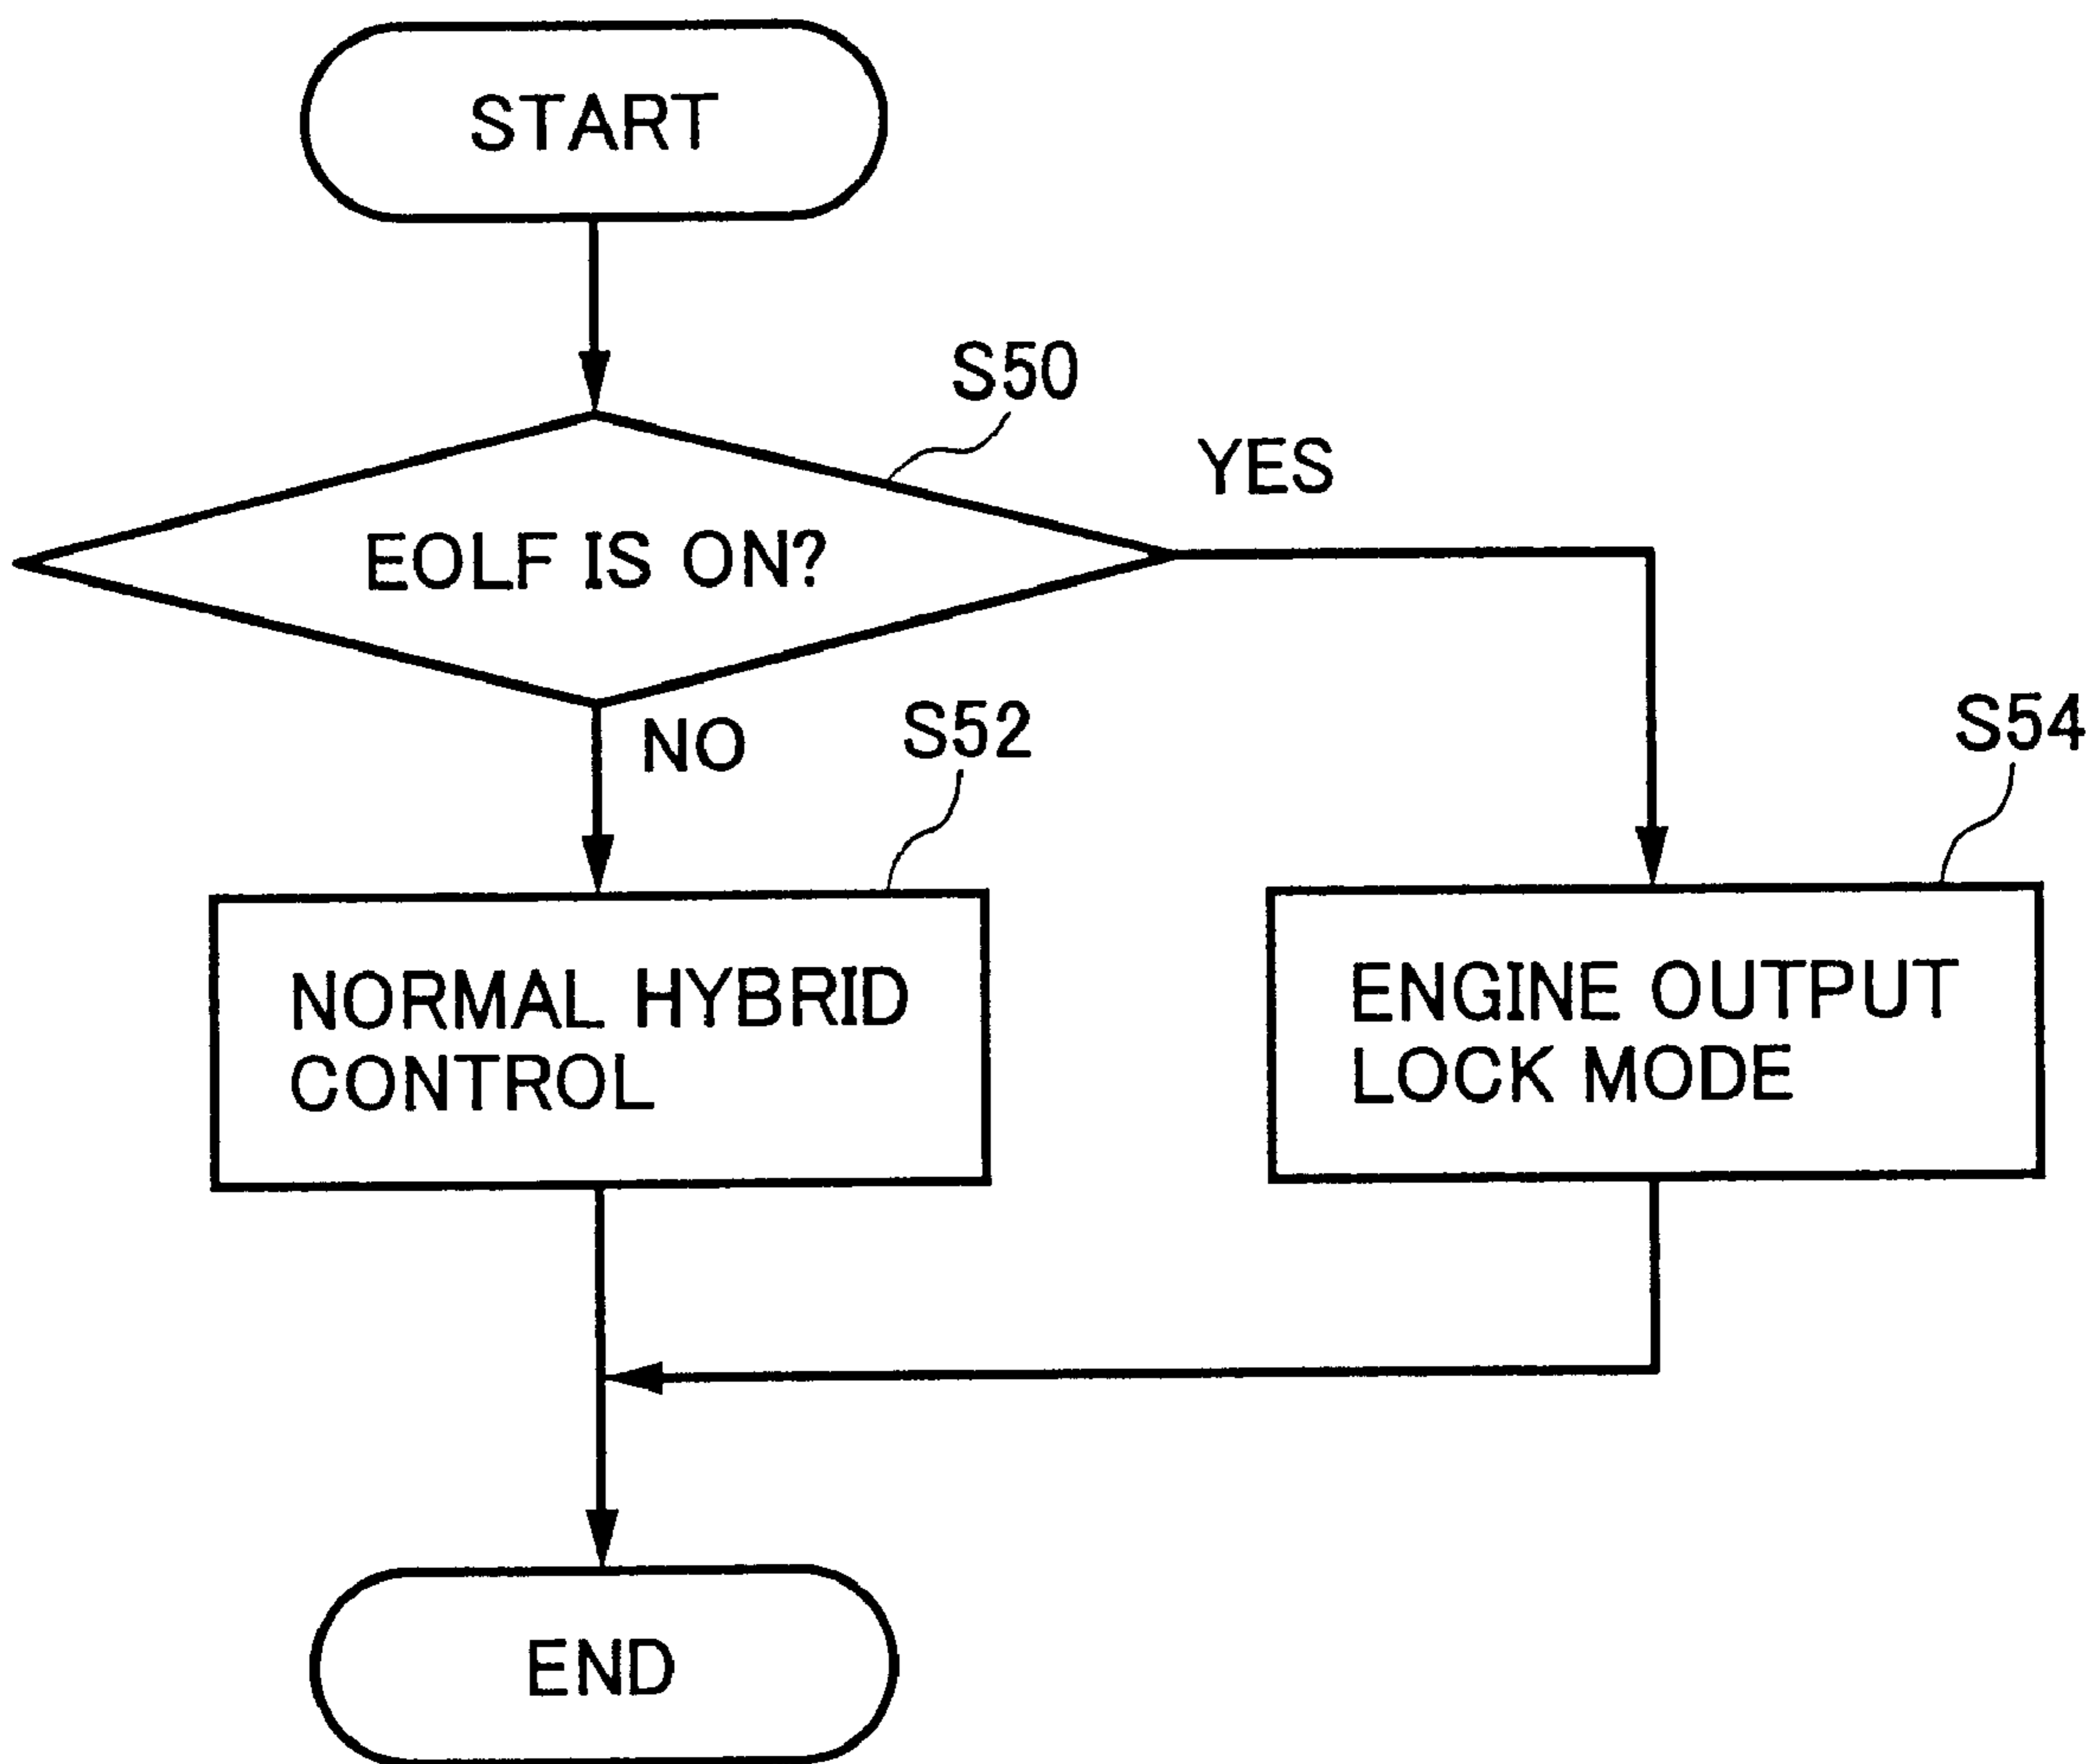 START
S50
YES
EOLF IS ON?
NO
S52
S54
NORMAL HYBRID
CONTROL
ENGINE OUTPUT
LOCK MODE
END